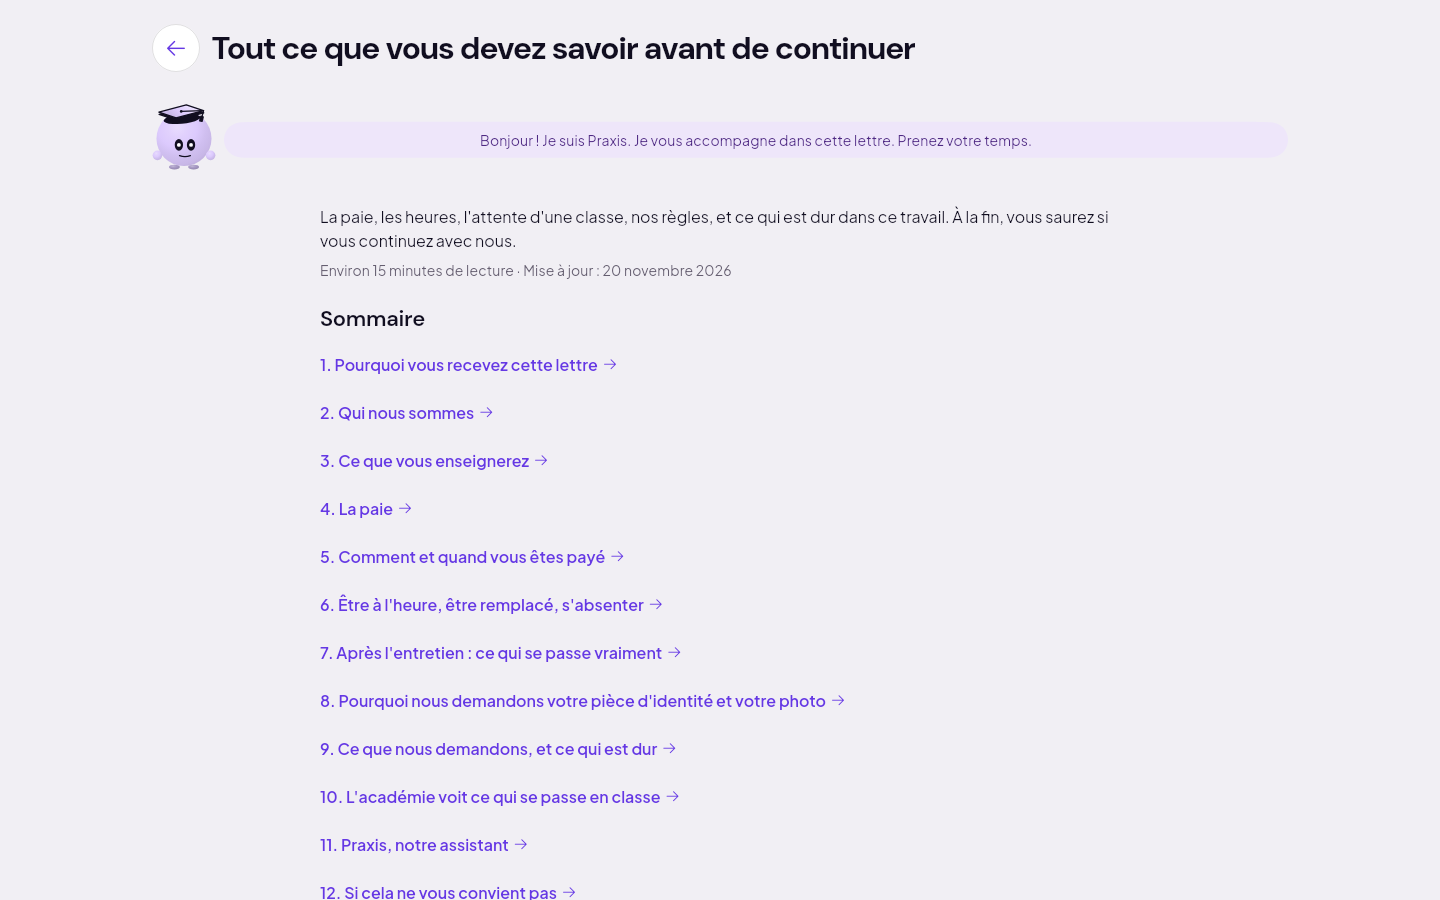 Tout ce que vous devez savoir avant de continuer
Bonjour ! Je suis Praxis. Je vous accompagne dans cette lettre. Prenez votre temps.
La paie, les heures, l'attente d'une classe, nos règles, et ce qui est dur dans ce travail. À la fin, vous saurez si
vous continuez avec nous.
Environ 15 minutes de lecture · Mise à jour : 20 novembre 2026
Sommaire
1. Pourquoi vous recevez cette lettre →
2. Qui nous sommes →
3. Ce que vous enseignerez →
4. La paie →
5. Comment et quand vous êtes payé →
6. Être à l'heure, être remplacé, s'absenter →
7. Après l'entretien : ce qui se passe vraiment →
8. Pourquoi nous demandons votre pièce d'identité et votre photo →
9. Ce que nous demandons, et ce qui est dur →
10. L'académie voit ce qui se passe en classe →
11. Praxis, notre assistant →
12. Si cela ne vous convient pas →